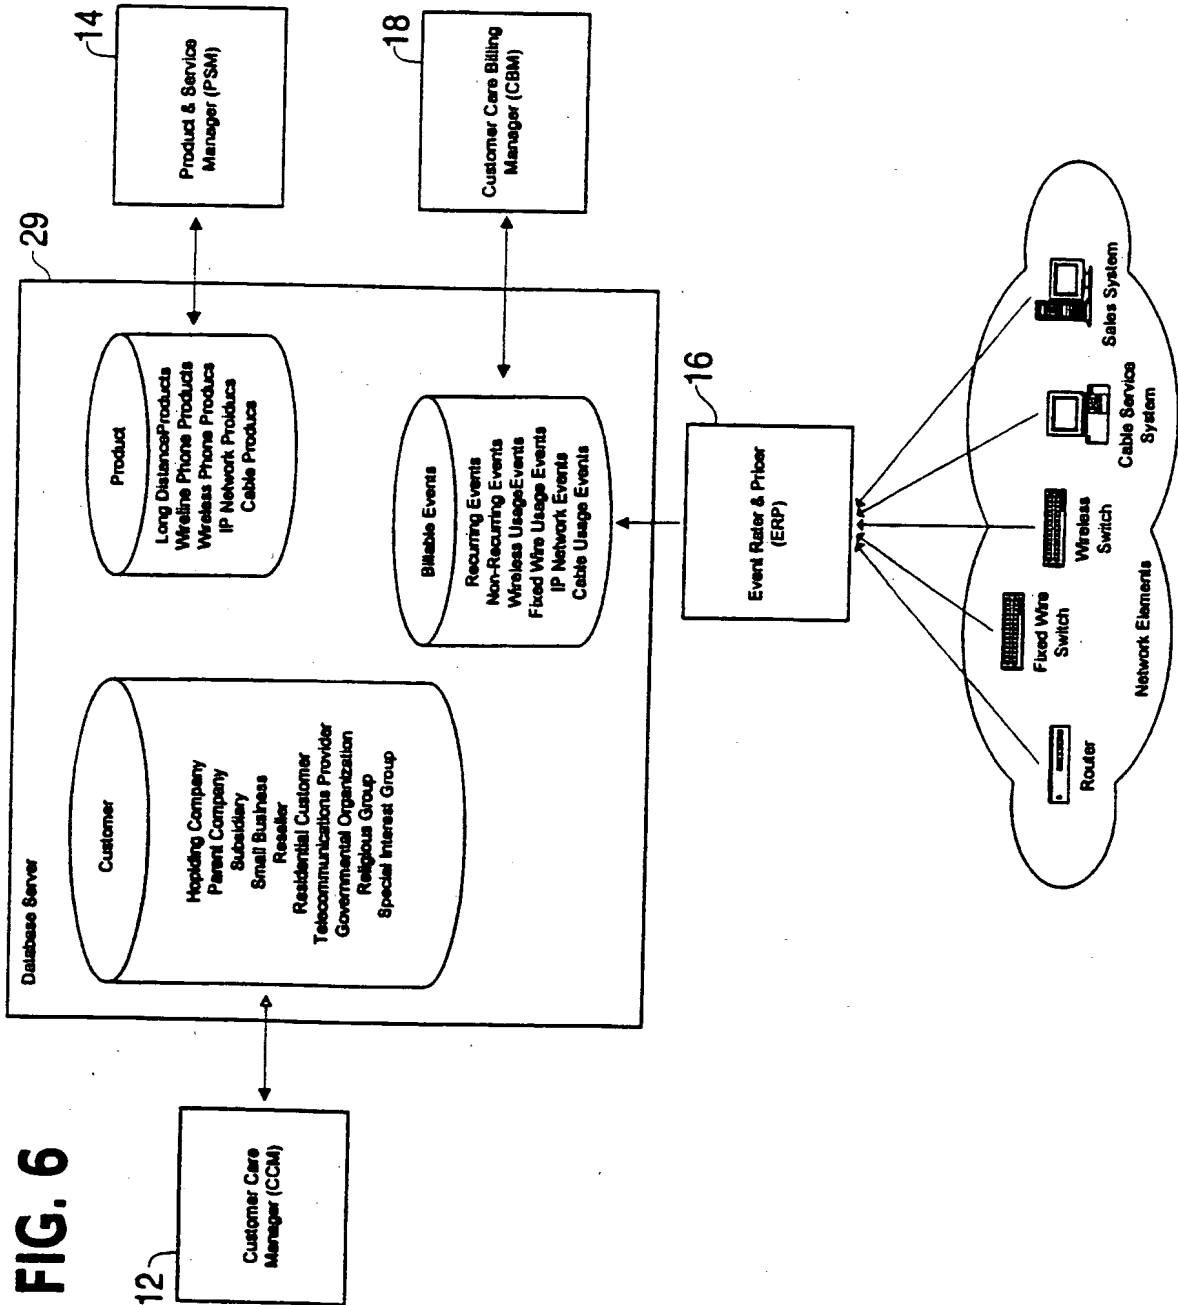 FIG. 6
12
Customer Care
Manager (CCM)
Database Server
29
Customer
Hopiding Company
Parent Company
Subsidiary
Small Business
Reseller
Residential Customer
Telecommunications Provider
Governmental Organization
Religious Group
Special Interest Group
Product
Long DistanceProducts
Wireline Phone Products
Wireless Phone Producs
IP Network Proiducs
Cable Producs
14
Product & Service
Manager (PSM)
Billable Events
Recurring Events
Non-Recurring Events
Wireless UsageEvents
Fixed Wire Usage Events
IP Network Events
Cable Usage Events
18
Customer Care Billing
Manager (CBM)
16
Event Rater & Pricer
(ERP)
Router
Fixed Wire
Switch
Wireless
Switch
Cable Service
System
Sales System
Network Elements